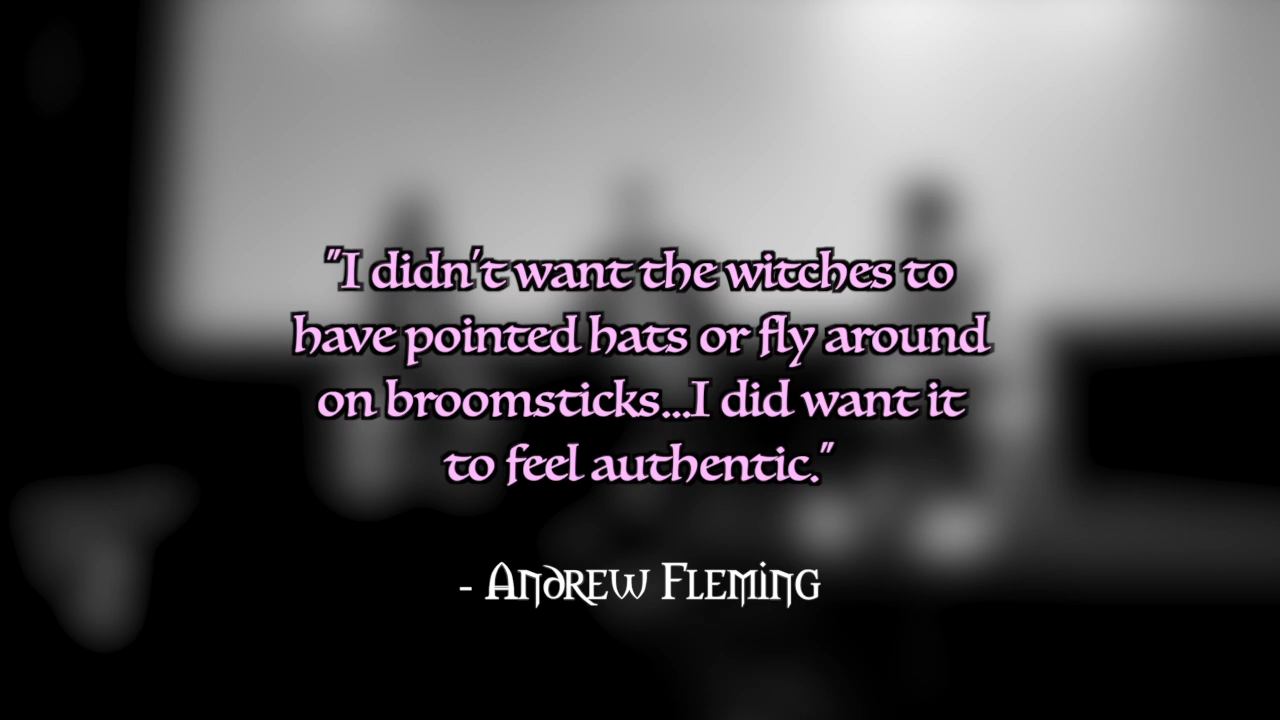 "I didn't want the witches to
have pointed hats or fly around
on broomsticks...I did want it
to feel authentic."
- Andrew Fleming